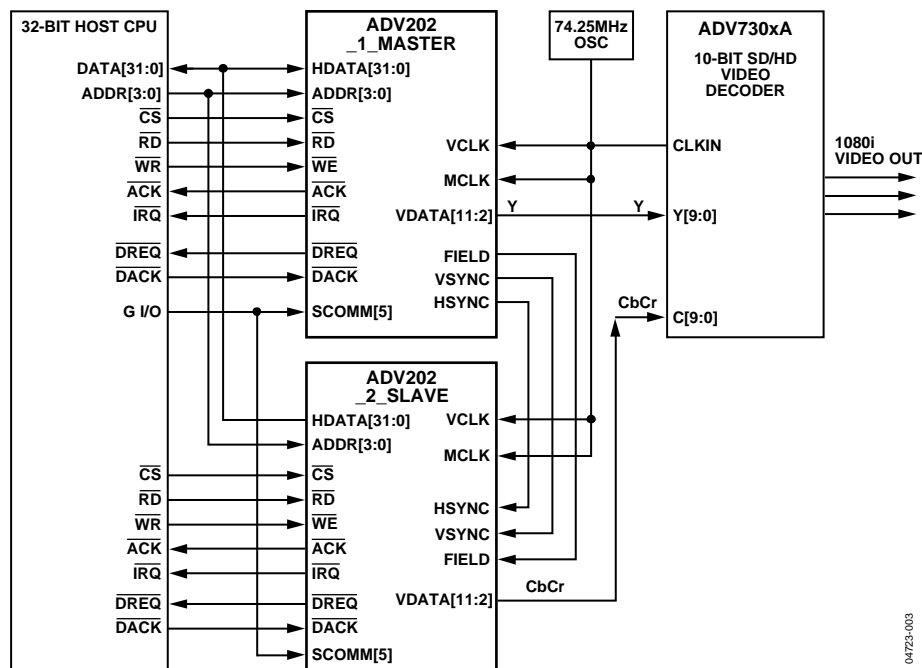 32-BIT HOST CPU
DATA[31:0]
ADDR[3:0]
CS
RD
WR
ACK
IRQ
DREQ
DACK
G I/O
CS
RD
WR
ACK
IRQ
DREQ
DACK
ADV202
_1_MASTER
HDATA[31:0]
ADDR[3:0]
CS
RD
WE
ACK
IRQ
DREQ
DACK
SCOMM[5]
VCLK
MCLK
VDATA[11:2]
FIELD
VSYNC
HSYNC
ADV202
_2_SLAVE
HDATA[31:0]
ADDR[3:0]
CS
RD
WE
ACK
IRQ
DREQ
DACK
SCOMM[5]
VCLK
MCLK
HSYNC
VSYNC
FIELD
VDATA[11:2]
74.25MHz
OSC
Y
Y
CbCr
CbCr
ADV730xA
10-BIT SD/HD
VIDEO
DECODER
CLKIN
Y[9:0]
C[9:0]
1080i
VIDEO OUT
04723-003